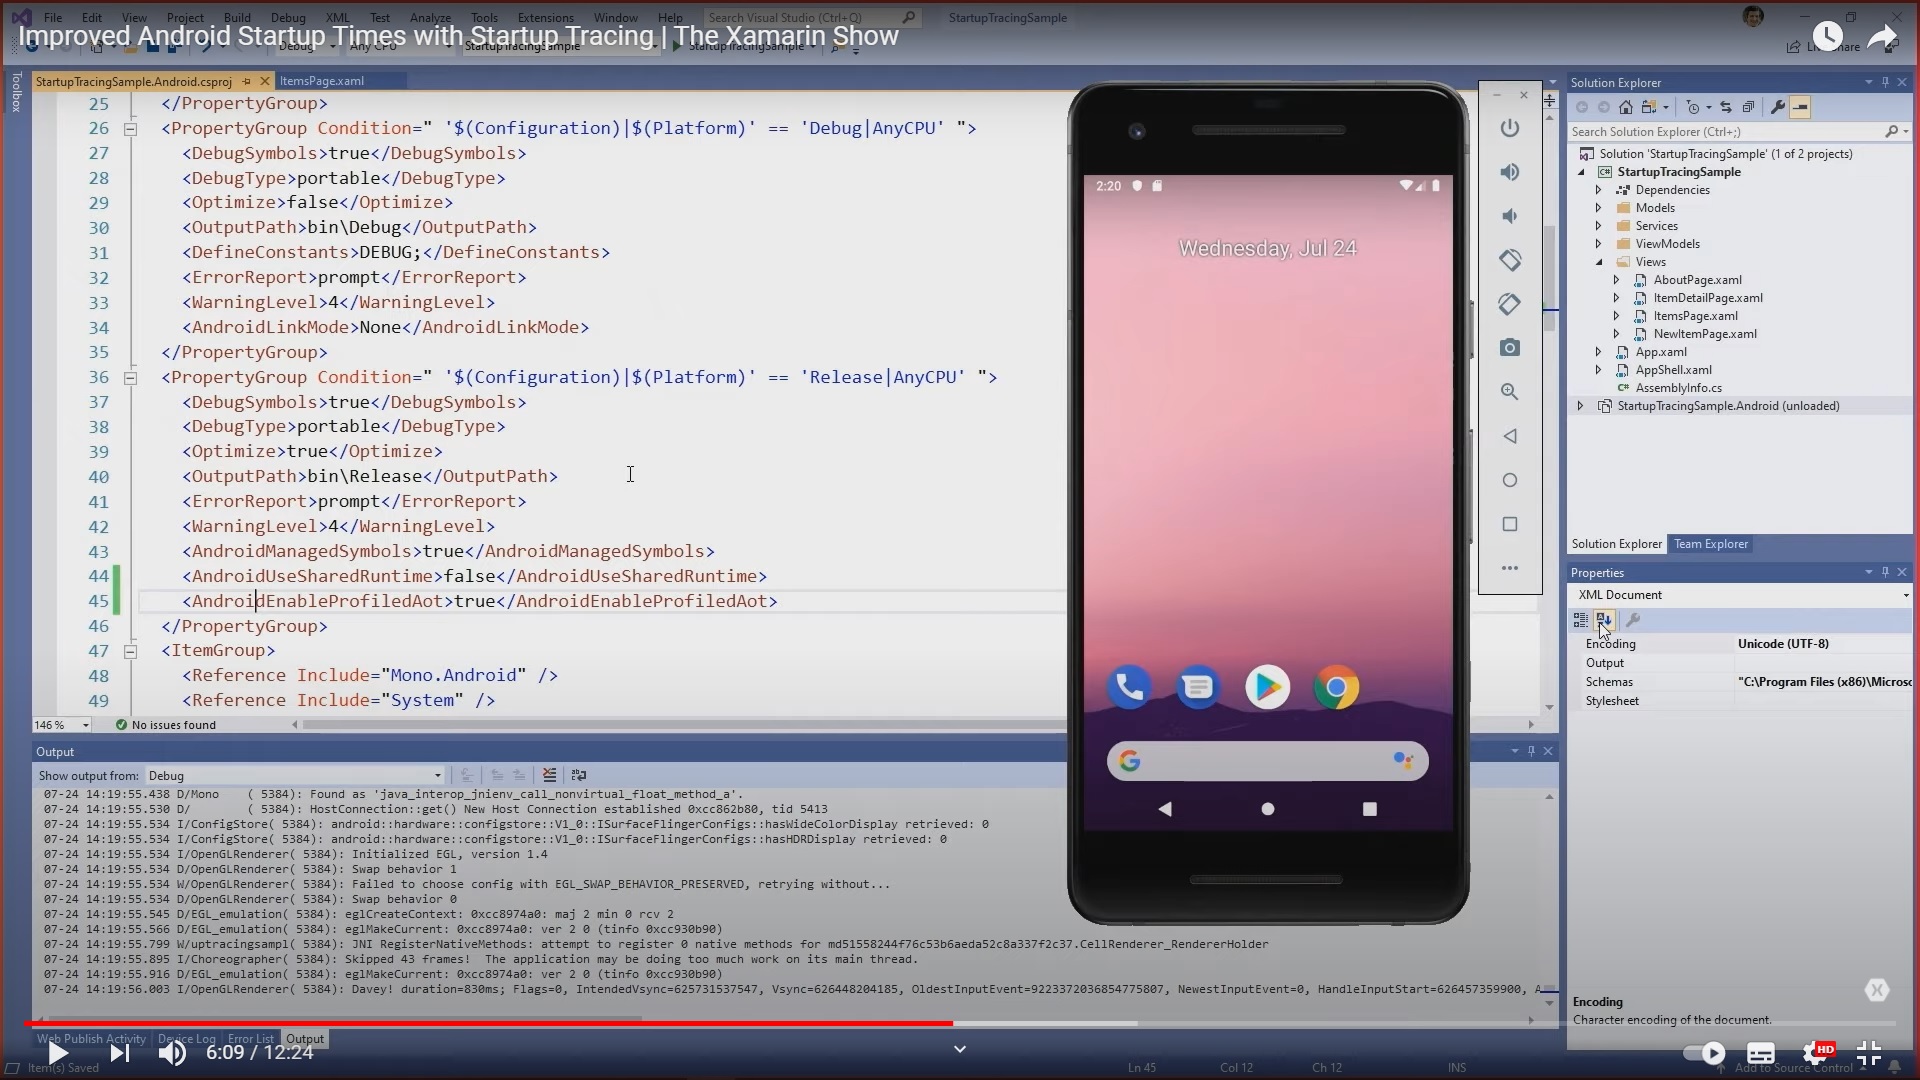 File Edit View Project Build Debug XML Test Analyze Tools Extensions Window Help Search Visual Studio (Ctrl+Q) StartupTracingSample
Improved Android Startup Times with Startup Tracing | The Xamarin Show
Debug Any CPU StartupTracingSample StartupTracingSample Live Share
Toolbox
StartupTracingSample.Android.csproj ItemsPage.xaml
25 </PropertyGroup>
26 <PropertyGroup Condition=" '$(Configuration)|$(Platform)' == 'Debug|AnyCPU' ">
27 <DebugSymbols>true</DebugSymbols>
28 <DebugType>portable</DebugType>
29 <Optimize>false</Optimize>
30 <OutputPath>bin\Debug</OutputPath>
31 <DefineConstants>DEBUG;</DefineConstants>
32 <ErrorReport>prompt</ErrorReport>
33 <WarningLevel>4</WarningLevel>
34 <AndroidLinkMode>None</AndroidLinkMode>
35 </PropertyGroup>
36 <PropertyGroup Condition=" '$(Configuration)|$(Platform)' == 'Release|AnyCPU' ">
37 <DebugSymbols>true</DebugSymbols>
38 <DebugType>portable</DebugType>
39 <Optimize>true</Optimize>
40 <OutputPath>bin\Release</OutputPath>
41 <ErrorReport>prompt</ErrorReport>
42 <WarningLevel>4</WarningLevel>
43 <AndroidManagedSymbols>true</AndroidManagedSymbols>
44 <AndroidUseSharedRuntime>false</AndroidUseSharedRuntime>
45 <AndroidEnableProfiledAot>true</AndroidEnableProfiledAot>
46 </PropertyGroup>
47 <ItemGroup>
48 <Reference Include="Mono.Android" />
49 <Reference Include="System" />
146 % No issues found
2:20
Wednesday, Jul 24
Solution Explorer
Search Solution Explorer (Ctrl+;)
Solution 'StartupTracingSample' (1 of 2 projects)
StartupTracingSample
Dependencies
Models
Services
ViewModels
Views
AboutPage.xaml
ItemDetailPage.xaml
ItemsPage.xaml
NewItemPage.xaml
App.xaml
AppShell.xaml
AssemblyInfo.cs
StartupTracingSample.Android (unloaded)
Solution Explorer Team Explorer
Properties
XML Document
Encoding Unicode (UTF-8)
Output
Schemas "C:\Program Files (x86)\Microsc
Stylesheet
Encoding
Character encoding of the document.
Output
Show output from: Debug
07-24 14:19:55.438 D/Mono ( 5384): Found as 'java_interop_jnienv_call_nonvirtual_float_method_a'.
07-24 14:19:55.530 D/ ( 5384): HostConnection::get() New Host Connection established 0xcc862b80, tid 5413
07-24 14:19:55.534 I/ConfigStore( 5384): android::hardware::configstore::V1_0::ISurfaceFlingerConfigs::hasWideColorDisplay retrieved: 0
07-24 14:19:55.534 I/ConfigStore( 5384): android::hardware::configstore::V1_0::ISurfaceFlingerConfigs::hasHDRDisplay retrieved: 0
07-24 14:19:55.534 I/OpenGLRenderer( 5384): Initialized EGL, version 1.4
07-24 14:19:55.534 D/OpenGLRenderer( 5384): Swap behavior 1
07-24 14:19:55.534 W/OpenGLRenderer( 5384): Failed to choose config with EGL_SWAP_BEHAVIOR_PRESERVED, retrying without...
07-24 14:19:55.534 D/OpenGLRenderer( 5384): Swap behavior 0
07-24 14:19:55.545 D/EGL_emulation( 5384): eglCreateContext: 0xcc8974a0: maj 2 min 0 rcv 2
07-24 14:19:55.566 D/EGL_emulation( 5384): eglMakeCurrent: 0xcc8974a0: ver 2 0 (tinfo 0xcc930b90)
07-24 14:19:55.799 W/uptracingsampl( 5384): JNI RegisterNativeMethods: attempt to register 0 native methods for md51558244f76c53b6aeda52c8a337f2c37.CellRenderer_RendererHolder
07-24 14:19:55.895 I/Choreographer( 5384): Skipped 43 frames! The application may be doing too much work on its main thread.
07-24 14:19:55.916 D/EGL_emulation( 5384): eglMakeCurrent: 0xcc8974a0: ver 2 0 (tinfo 0xcc930b90)
07-24 14:19:56.003 I/OpenGLRenderer( 5384): Davey! duration=830ms; Flags=0, IntendedVsync=625731537547, Vsync=626448204185, OldestInputEvent=9223372036854775807, NewestInputEvent=0, HandleInputStart=626457359900, A
Web Publish Activity Device Log Error List Output
6:09 / 12:24
HD
Item(s) Saved Ln 45 Col 12 Ch 12 INS Add to Source Control